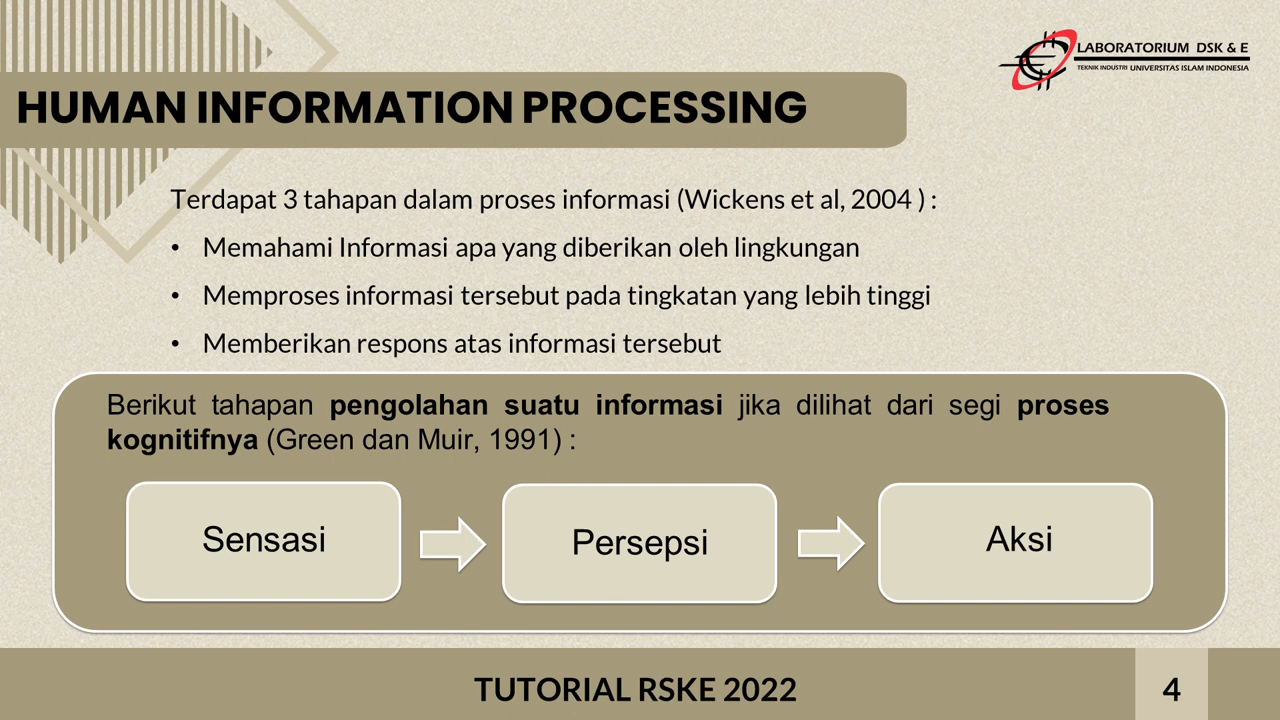 LABORATORIUM DSK & E
TEKNIK INDUSTRI UNIVERSITAS ISLAM INDONESIA
HUMAN INFORMATION PROCESSING
Terdapat 3 tahapan dalam proses informasi (Wickens et al, 2004 ) :
• Memahami Informasi apa yang diberikan oleh lingkungan
• Memproses informasi tersebut pada tingkatan yang lebih tinggi
• Memberikan respons atas informasi tersebut
Berikut tahapan pengolahan suatu informasi jika dilihat dari segi proses
kognitifnya (Green dan Muir, 1991) :
Sensasi
Persepsi
Aksi
TUTORIAL RSKE 2022
4